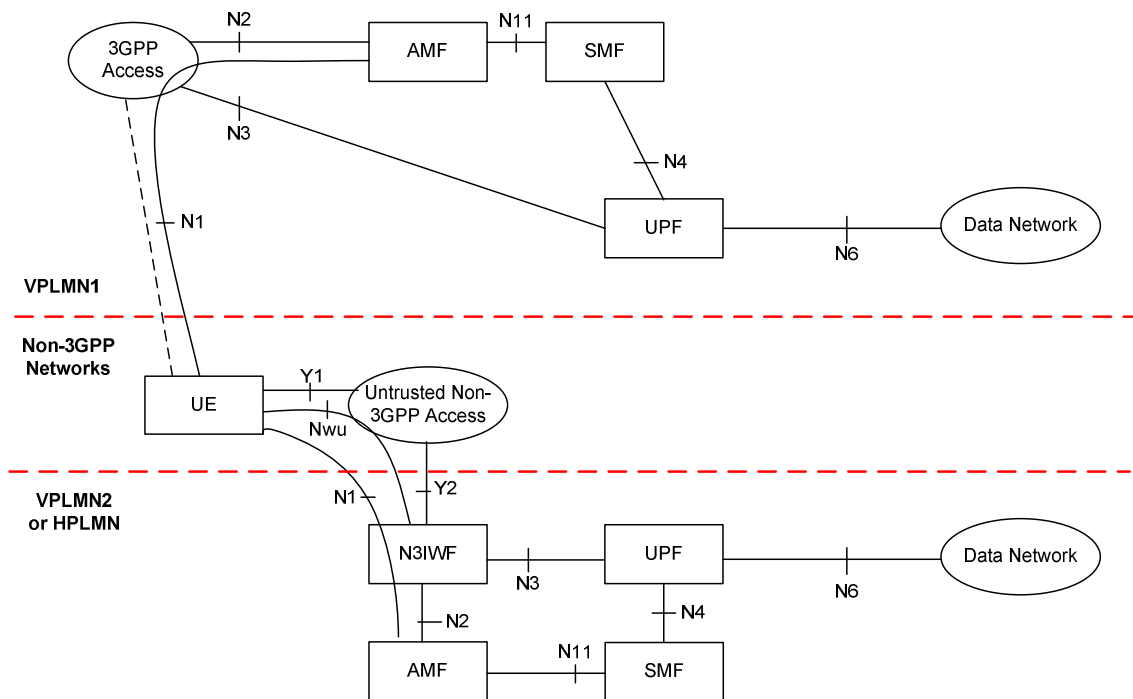 N2
N11
3GPP
Access
AMF
SMF
N3
N4
N1
UPF
Data Network
N6
VPLMN1
Non-3GPP
Networks
Y1
Untrusted Non-
3GPP Access
UE
Nwu
VPLMN2
or HPLMN
N1
Y2
N3IWF
UPF
Data Network
N3
N6
N2
N4
N11
AMF
SMF